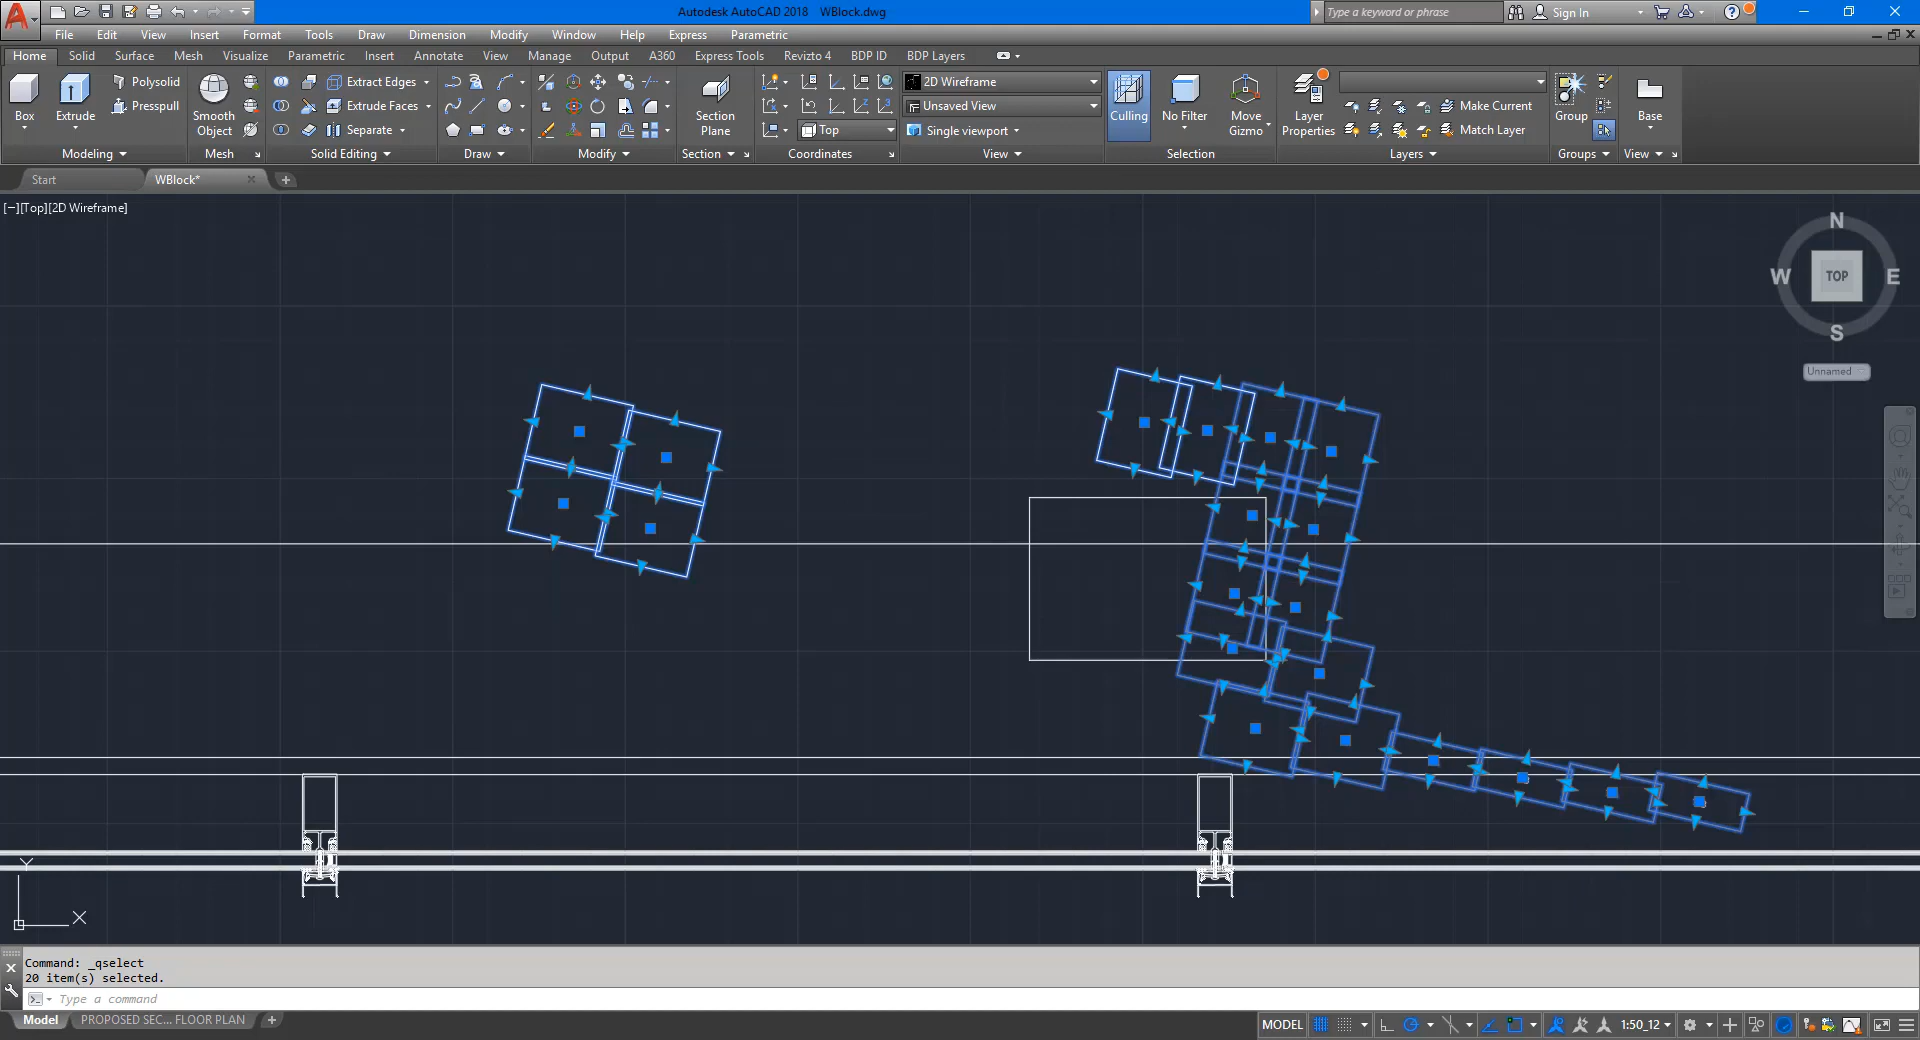 Autodesk AutoCAD 2018 WBlock.dwg
Type a keyword or phrase
Sign In
File Edit View Insert Format Tools Draw Dimension Modify Window Help Express Parametric
Home Solid Surface Mesh Visualize Parametric Insert Annotate View Manage Output A360 Express Tools Revizto 4 BDP ID BDP Layers
Box
Extrude
Polysolid
Presspull
Modeling
Smooth
Object
Mesh
Extract Edges
Extrude Faces
Separate
Solid Editing
Draw
Modify
Section
Plane
Section
Top
Coordinates
2D Wireframe
Unsaved View
Single viewport
View
Culling
No Filter
Move
Gizmo
Selection
Layer
Properties
Make Current
Match Layer
Layers
Group
Groups
Base
View
Start
WBlock*
[−][Top][2D Wireframe]
N
W
TOP
E
S
Unnamed
Y
X
Command: _qselect
20 item(s) selected.
Type a command
Model
PROPOSED SEC... FLOOR PLAN
MODEL
1:50_12